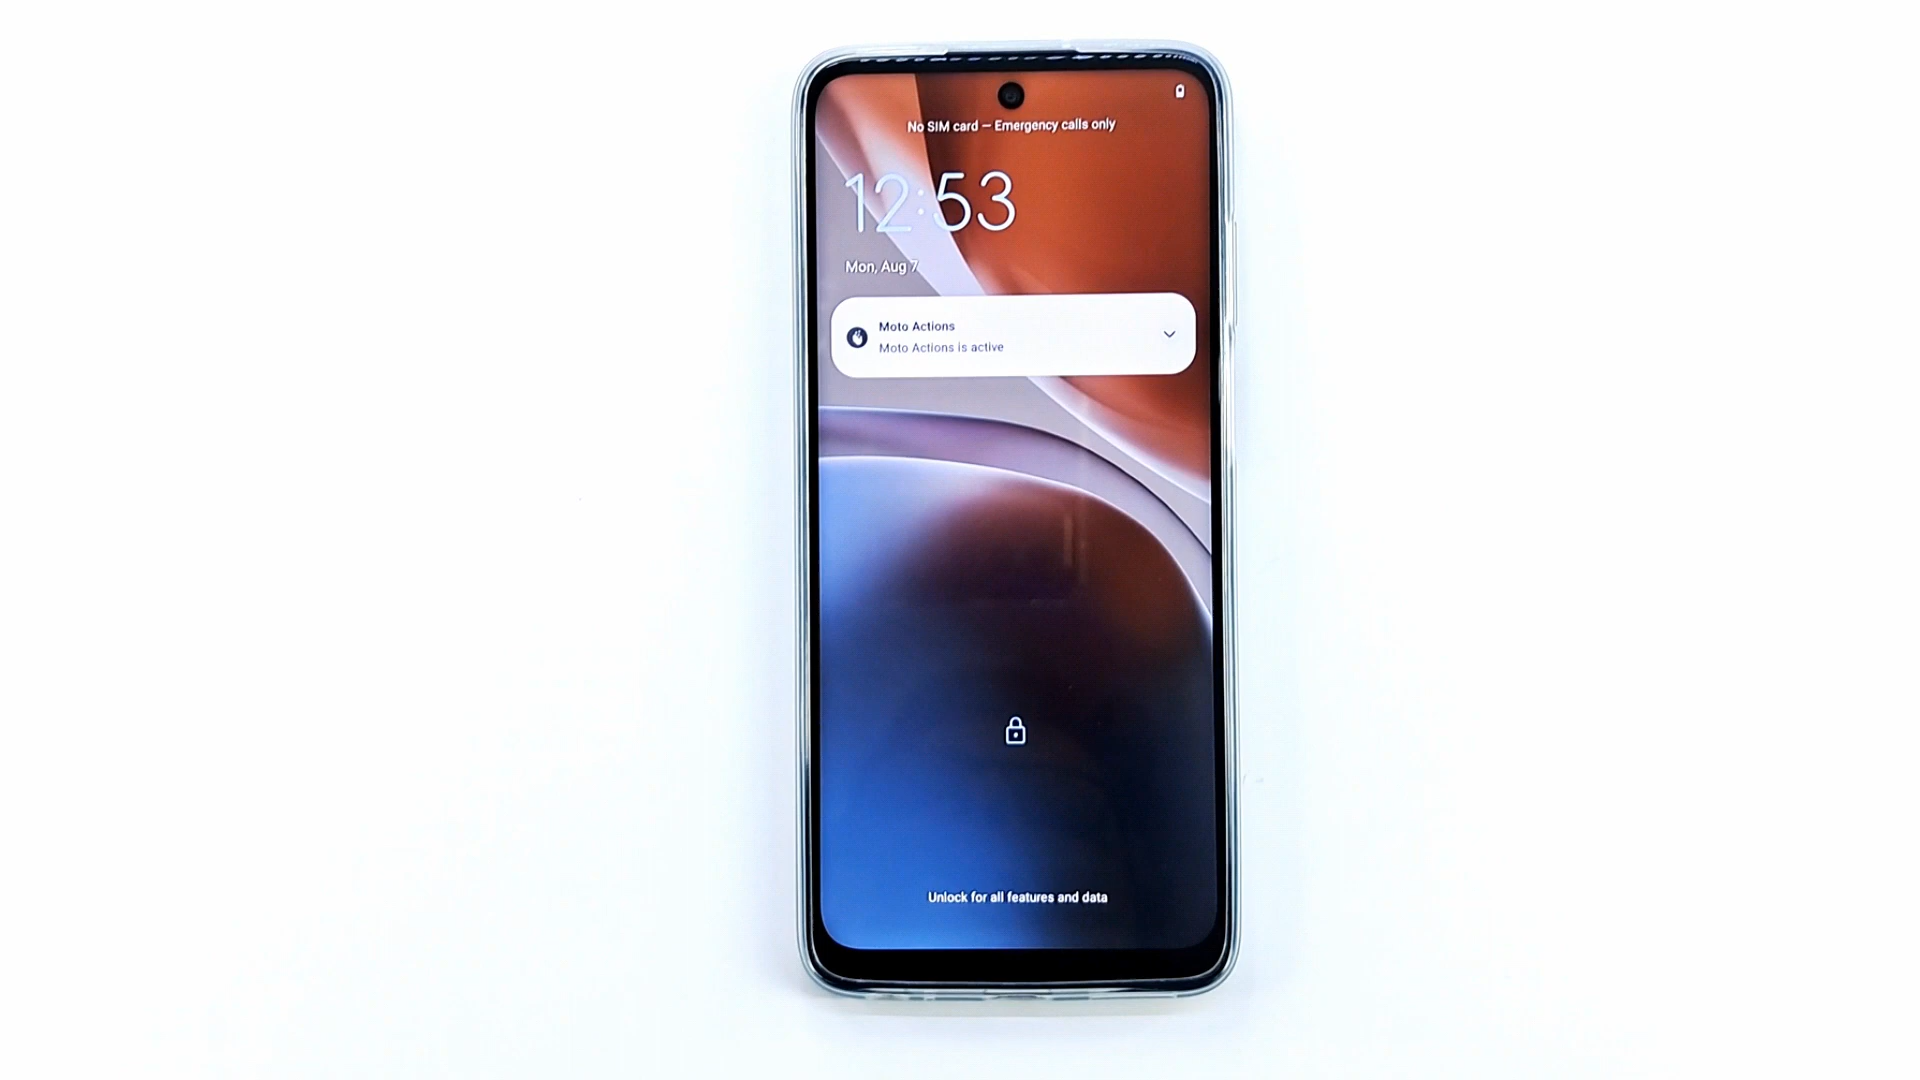 No SIM card — Emergency calls only
12:53
Mon, Aug 7
Moto Actions
Moto Actions is active
Unlock for all features and data